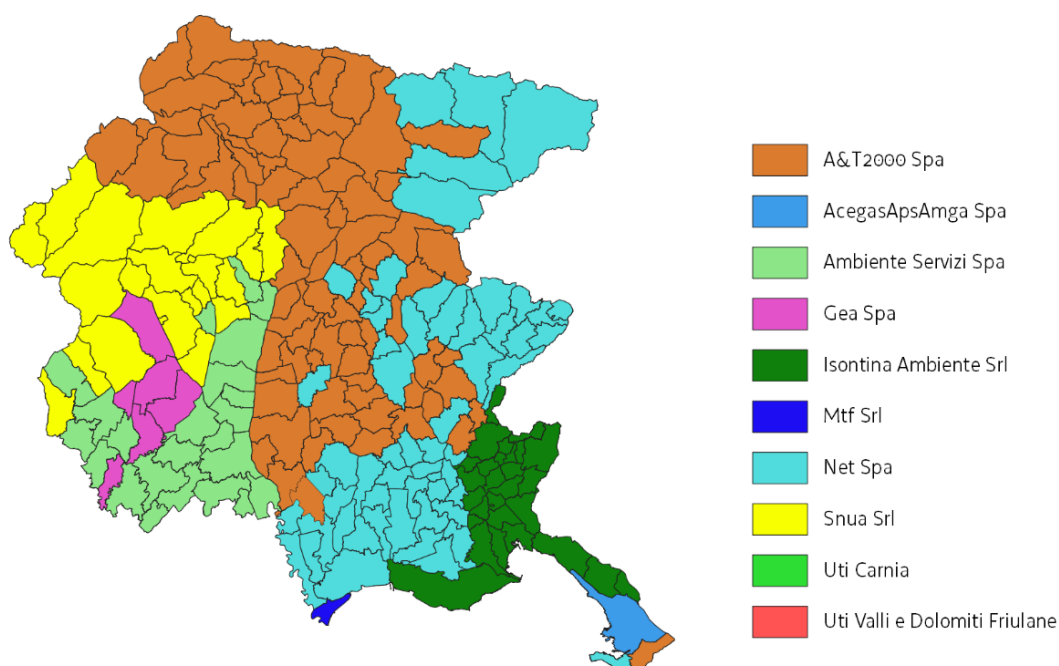 A&T2000 Spa
AcegasApsAmga Spa
Ambiente Servizi Spa
Gea Spa
Isontina Ambiente Srl
Mtf Srl
Net Spa
Snua Srl
Uti Carnia
Uti Valli e Dolomiti Friulane